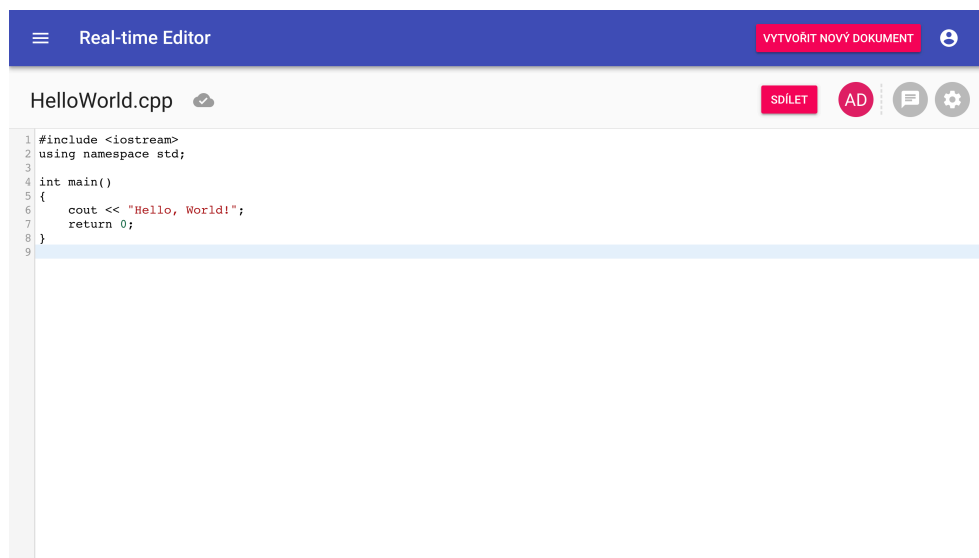 Real-time Editor
VYTVOŘIT NOVÝ DOKUMENT
HelloWorld.cpp
SDÍLET
AD
1 #include <iostream>
2 using namespace std;
3
4 int main()
5 {
6     cout << "Hello, World!";
7     return 0;
8 }
9